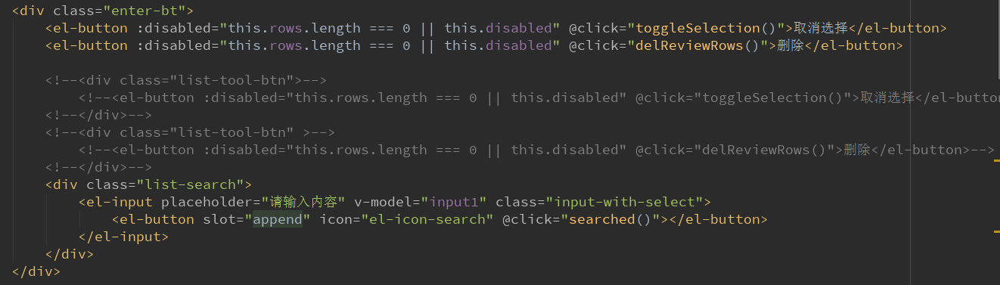 <div class="enter-bt">
<el-button :disabled="this.rows.length === 0 || this.disabled" @click="toggleSelection()">取消选择</el-button>
<el-button :disabled="this.rows.length === 0 || this.disabled" @click="delReviewRows()">删除</el-button>
<!--<div class="list-tool-btn">-->
<!--<el-button :disabled="this.rows.length === 0 || this.disabled" @click="toggleSelection()">取消选择</el-butto
<!--</div>-->
<!--<div class="list-tool-btn" >-->
<!--<el-button :disabled="this.rows.length === 0 || this.disabled" @click="delReviewRows()">删除</el-button>-->
<!--</div>-->
<div class="list-search">
<el-input placeholder="请输入内容" v-model="input1" class="input-with-select">
<el-button slot="append" icon="el-icon-search" @click="searched()"></el-button>
</el-input>
</div>
</div>